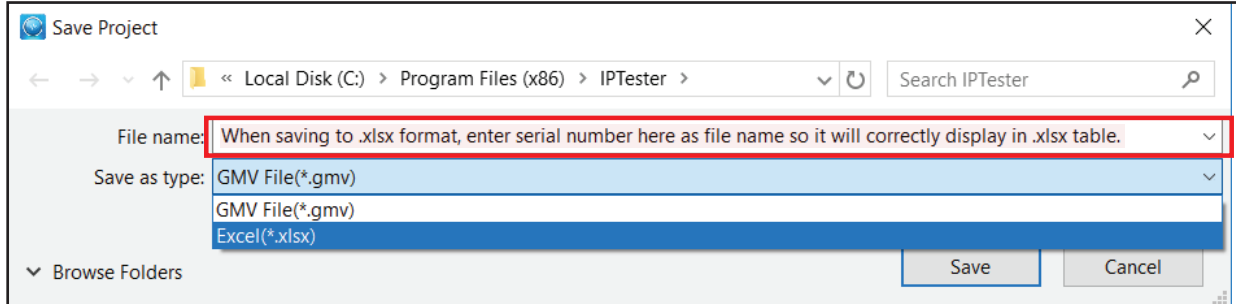 Save Project
« Local Disk (C:) > Program Files (x86) > IPTester > Search IPTester
File name: When saving to .xlsx format, enter serial number here as file name so it will correctly display in .xlsx table.
Save as type: GMV File(*.gmv)
GMV File(*.gmv)
Excel(*.xlsx)
Browse Folders Save Cancel